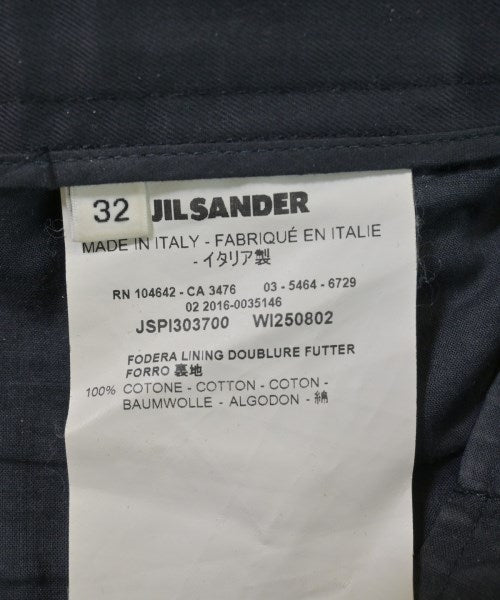 32 JIL SANDER
MADE IN ITALY - FABRIQUÉ EN ITALIE
- イタリア製
RN 104642 - CA 3476 03 - 5464 - 6729
02 2016-0035146
JSPI303700 WI250802
FODERA LINING DOUBLURE FUTTER
FORRO 裏地
100% COTONE - COTTON - COTON -
BAUMWOLLE - ALGODON - 綿